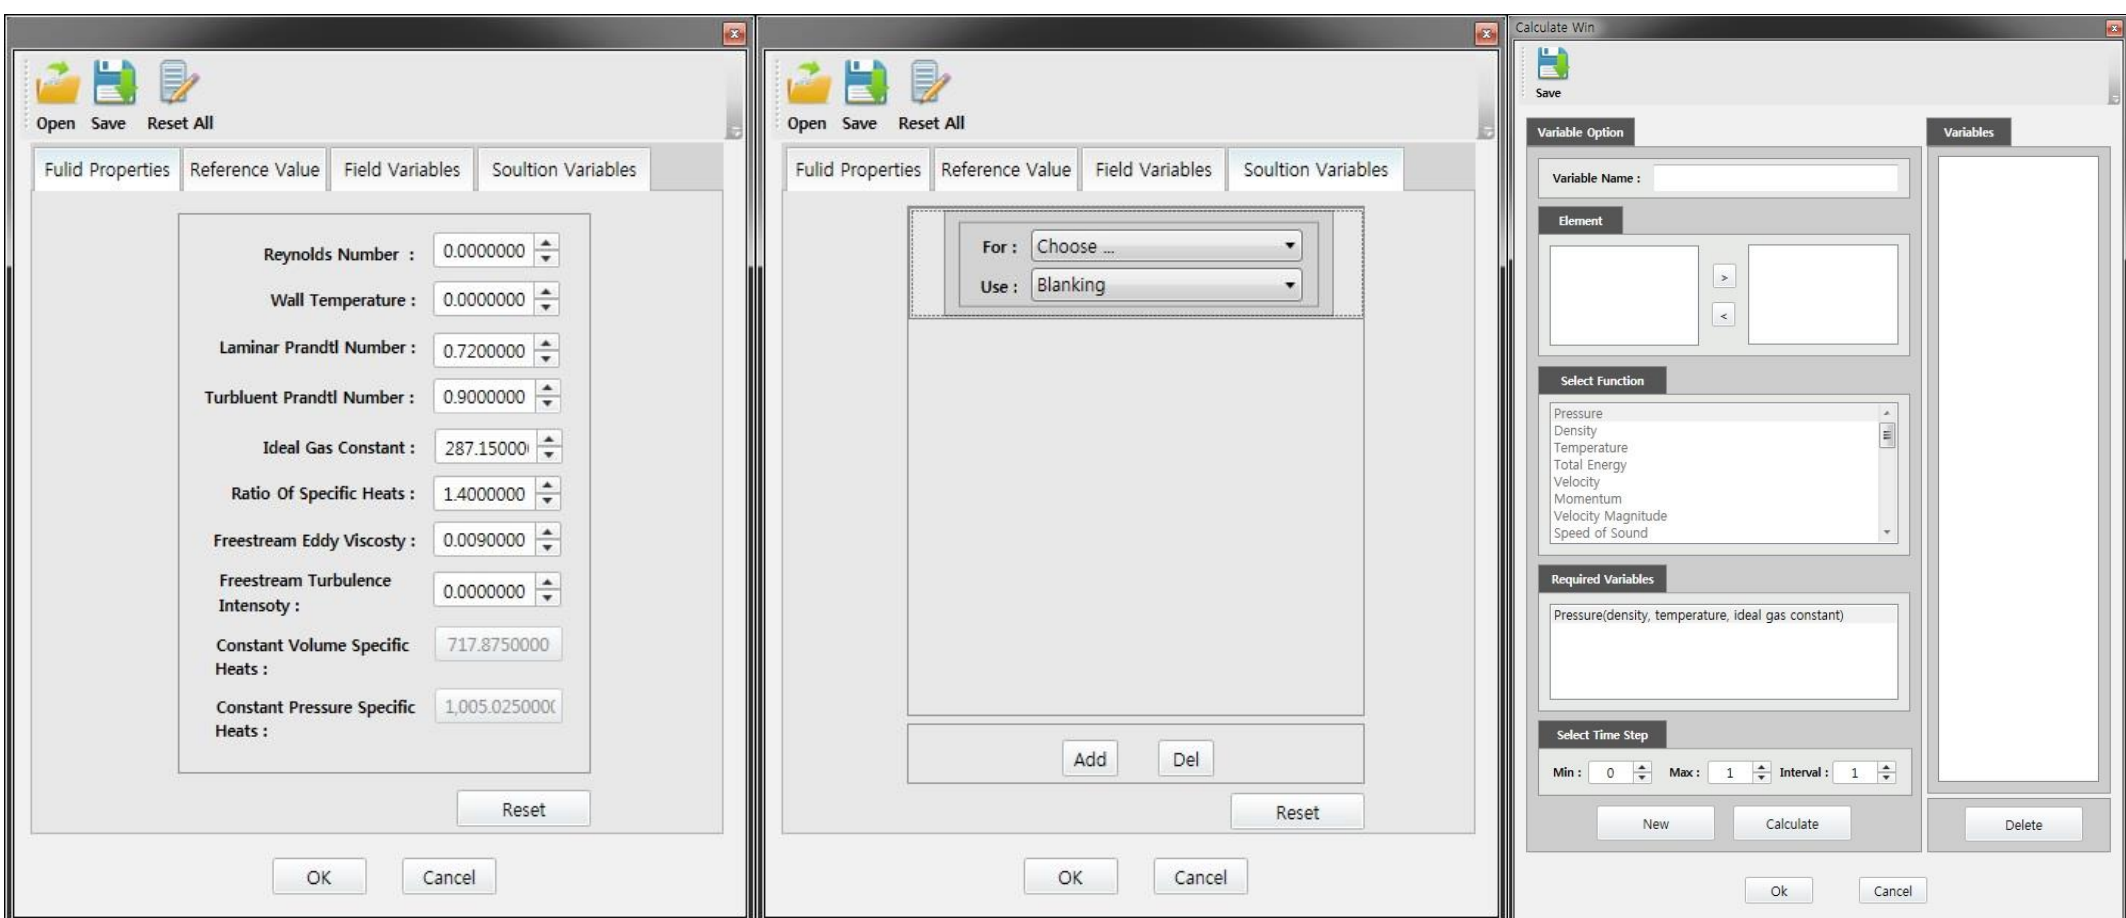 Open Save Reset All
Fulid Properties Reference Value Field Variables Soultion Variables
Reynolds Number : 0.0000000
Wall Temperature : 0.0000000
Laminar Prandtl Number : 0.7200000
Turbluent Prandtl Number : 0.9000000
Ideal Gas Constant : 287.15000
Ratio Of Specific Heats : 1.4000000
Freestream Eddy Viscosty : 0.0090000
Freestream Turbulence
Intensoty : 0.0000000
Constant Volume Specific
Heats : 717.8750000
Constant Pressure Specific
Heats : 1,005.0250000
Reset
OK Cancel
Open Save Reset All
Fulid Properties Reference Value Field Variables Soultion Variables
For : Choose ...
Use : Blanking
Add Del
Reset
OK Cancel
Calculate Win
Save
Variable Option
Variable Name :
Element
>
<
Select Function
Pressure
Density
Temperature
Total Energy
Velocity
Momentum
Velocity Magnitude
Speed of Sound
Required Variables
Pressure(density, temperature, ideal gas constant)
Select Time Step
Min : 0 Max : 1 Interval : 1
New Calculate
Variables
Delete
Ok Cancel